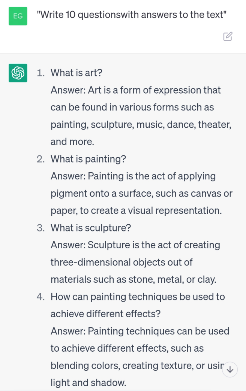 EG "Write 10 questionswith answers to the text"
1. What is art?
Answer: Art is a form of expression that
can be found in various forms such as
painting, sculpture, music, dance, theater,
and more.
2. What is painting?
Answer: Painting is the act of applying
pigment onto a surface, such as canvas or
paper, to create a visual representation.
3. What is sculpture?
Answer: Sculpture is the act of creating
three-dimensional objects out of
materials such as stone, metal, or clay.
4. How can painting techniques be used to
achieve different effects?
Answer: Painting techniques can be used
to achieve different effects, such as
blending colors, creating texture, or using
light and shadow.